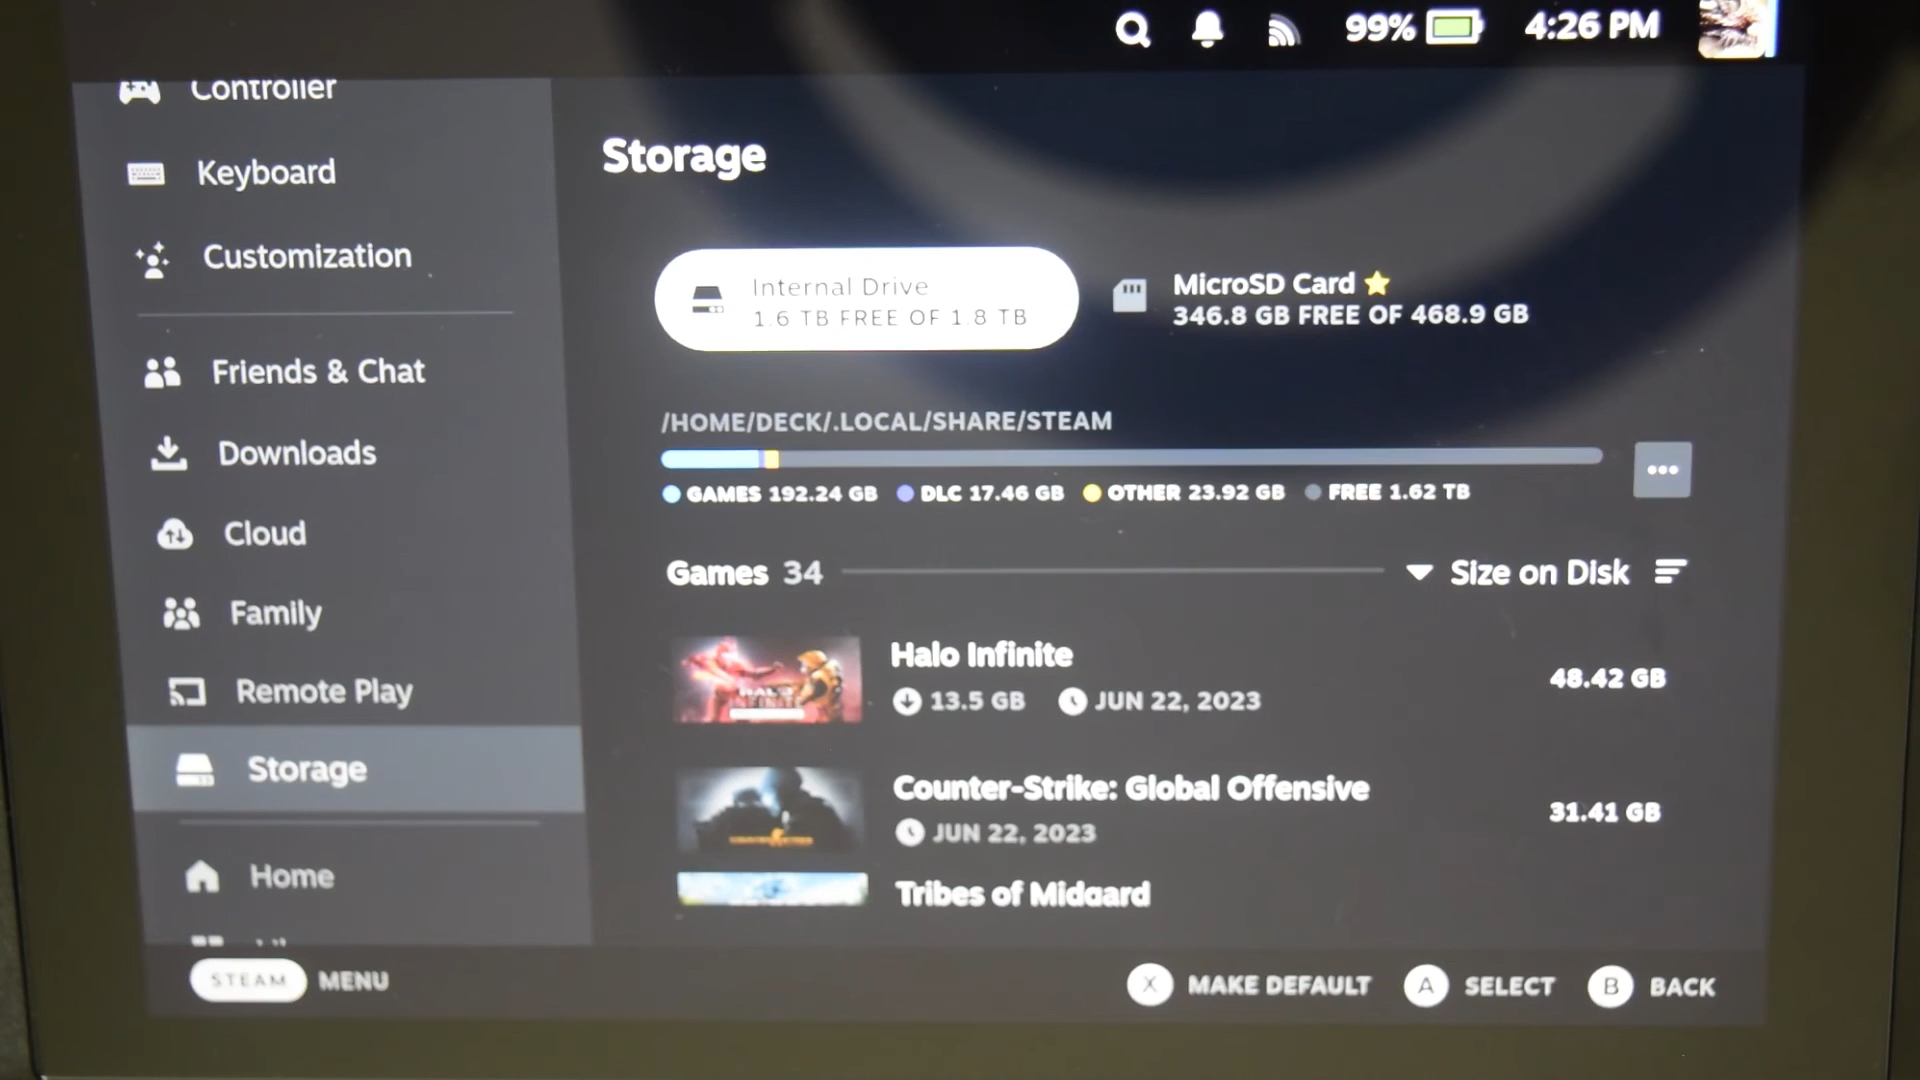 99% 4:26 PM
Controller
Keyboard
Customization
Friends & Chat
Downloads
Cloud
Family
Remote Play
Storage
Home
Storage
Internal Drive
1.6 TB FREE OF 1.8 TB
MicroSD Card
346.8 GB FREE OF 468.9 GB
/HOME/DECK/.LOCAL/SHARE/STEAM
GAMES 192.24 GB DLC 17.46 GB OTHER 23.92 GB FREE 1.62 TB
Games 34 Size on Disk
HALO
INFINITE
Halo Infinite
13.5 GB JUN 22, 2023
48.42 GB
Counter-Strike: Global Offensive
JUN 22, 2023
31.41 GB
Tribes of Midgard
STEAM MENU
X MAKE DEFAULT A SELECT B BACK